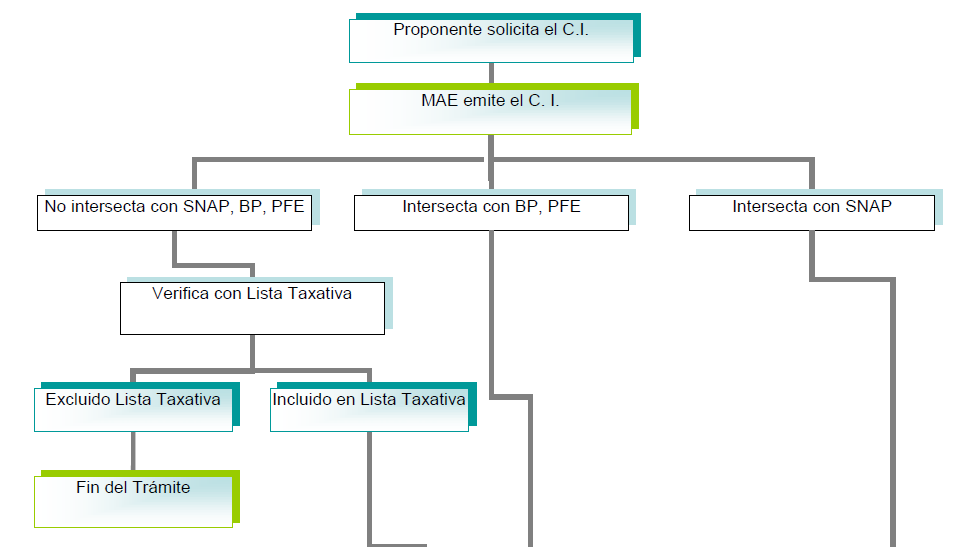 Proponente solicita el C.I.
MAE emite el C. I.
No intersecta con SNAP, BP, PFE
Intersecta con BP, PFE
Intersecta con SNAP
Verifica con Lista Taxativa
Excluido Lista Taxativa
Incluido en Lista Taxativa
Fin del Trámite